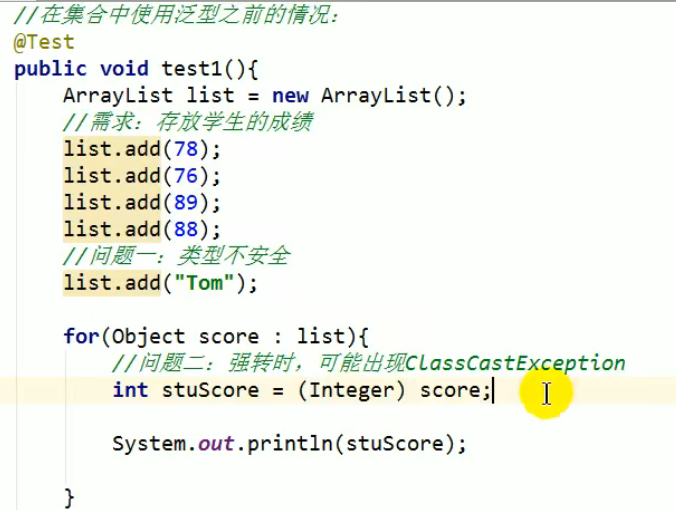 //在集合中使用泛型之前的情况：
@Test
public void test1(){
ArrayList list = new ArrayList();
//需求：存放学生的成绩
list.add(78);
list.add(76);
list.add(89);
list.add(88);
//问题一：类型不安全
list.add("Tom");
for(Object score : list){
//问题二：强转时，可能出现ClassCastException
int stuScore = (Integer) score;
System.out.println(stuScore);
}